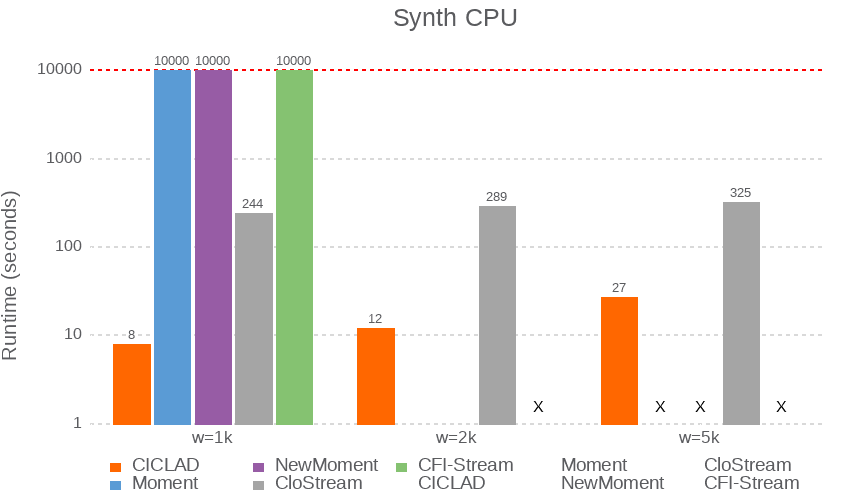 Synth CPU
Runtime (seconds)
10000 10000 10000
10000
1000
325
289
244
100
27
12
8
10
X X X X
1
w=1k w=2k w=5k
CICLAD NewMoment CFI-Stream Moment CloStream
Moment CloStream CICLAD NewMoment CFI-Stream